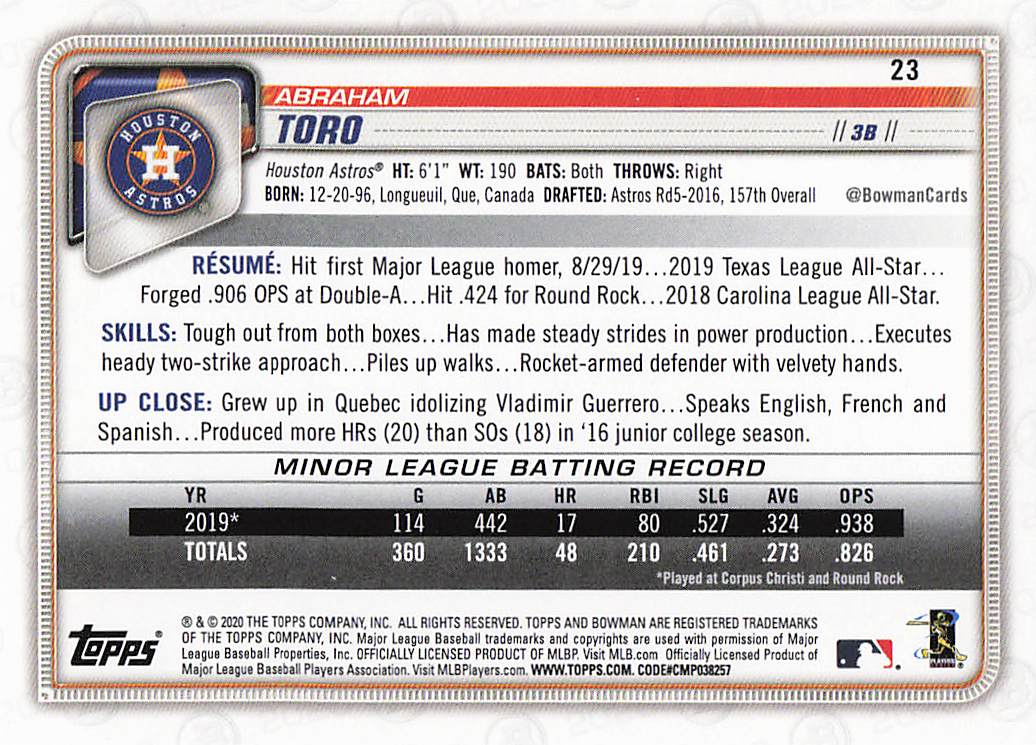 23
HOUSTON
H
ASTROS
ABRAHAM
TORO // 3B //
Houston Astros® HT: 6'1" WT: 190 BATS: Both THROWS: Right
BORN: 12-20-96, Longueuil, Que, Canada DRAFTED: Astros Rd5-2016, 157th Overall @BowmanCards
RÉSUMÉ: Hit first Major League homer, 8/29/19...2019 Texas League All-Star...
Forged .906 OPS at Double-A...Hit .424 for Round Rock...2018 Carolina League All-Star.
SKILLS: Tough out from both boxes...Has made steady strides in power production...Executes
heady two-strike approach...Piles up walks...Rocket-armed defender with velvety hands.
UP CLOSE: Grew up in Quebec idolizing Vladimir Guerrero...Speaks English, French and
Spanish...Produced more HRs (20) than SOs (18) in '16 junior college season.
MINOR LEAGUE BATTING RECORD
YR G AB HR RBI SLG AVG OPS
2019* 114 442 17 80 .527 .324 .938
TOTALS 360 1333 48 210 .461 .273 .826
*Played at Corpus Christi and Round Rock
topps®
® & © 2020 THE TOPPS COMPANY, INC. ALL RIGHTS RESERVED. TOPPS AND BOWMAN ARE REGISTERED TRADEMARKS
OF THE TOPPS COMPANY, INC. Major League Baseball trademarks and copyrights are used with permission of Major
League Baseball Properties, Inc. OFFICIALLY LICENSED PRODUCT OF MLBP. Visit MLB.com Officially Licensed Product of
Major League Baseball Players Association. Visit MLBPlayers.com. WWW.TOPPS.COM. CODE#CMP038257
PLAYERS